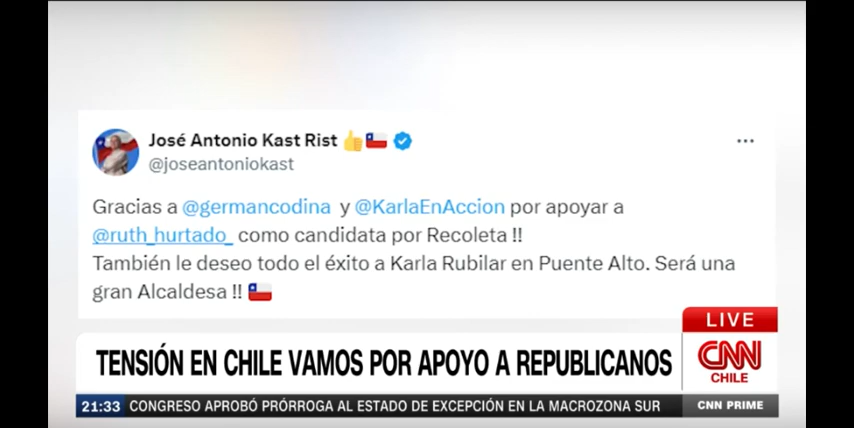 José Antonio Kast Rist 👍🇨🇱
@joseantoniokast
Gracias a @germancodina y @KarlaEnAccion por apoyar a
@ruth_hurtado_ como candidata por Recoleta !!
También le deseo todo el éxito a Karla Rubilar en Puente Alto. Será una
gran Alcaldesa !! 🇨🇱
LIVE
TENSIÓN EN CHILE VAMOS POR APOYO A REPUBLICANOS
CNN
CHILE
21:33 CONGRESO APROBÓ PRÓRROGA AL ESTADO DE EXCEPCIÓN EN LA MACROZONA SUR CNN PRIME